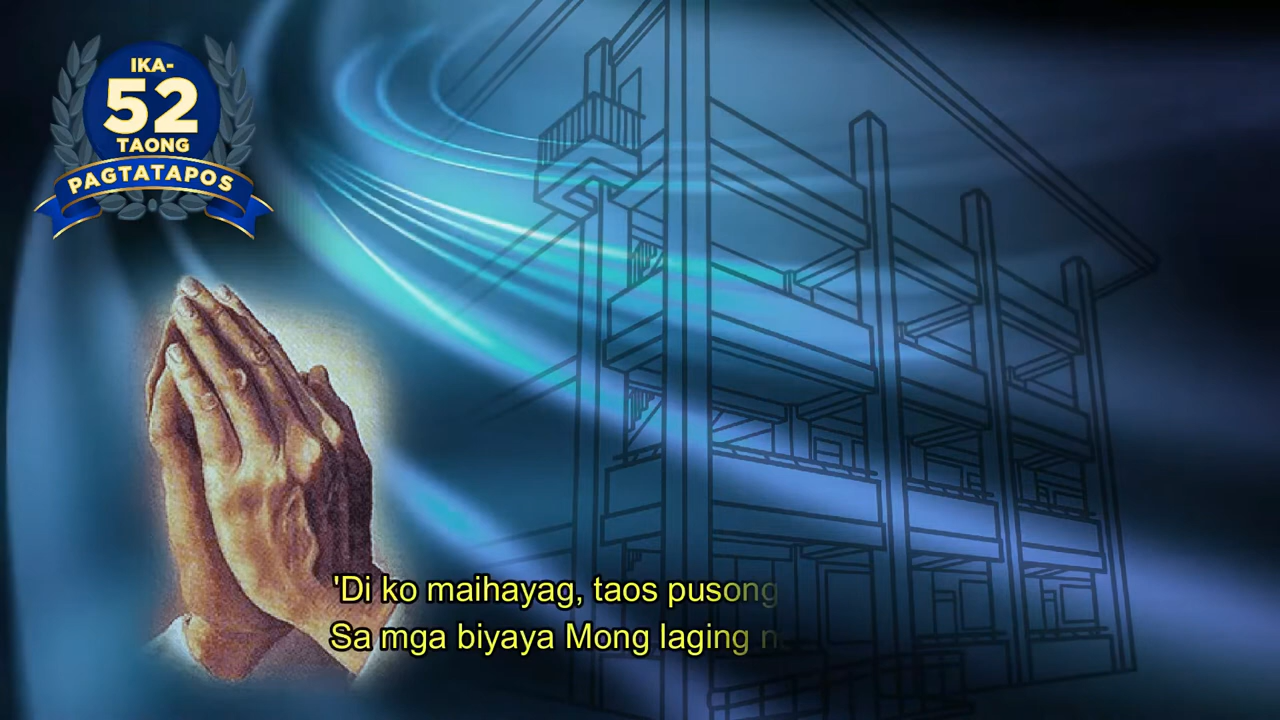 IKA-
52
TAONG
PAGTATAPOS
'Di ko maihayag, taos pusong
Sa mga biyaya Mong laging